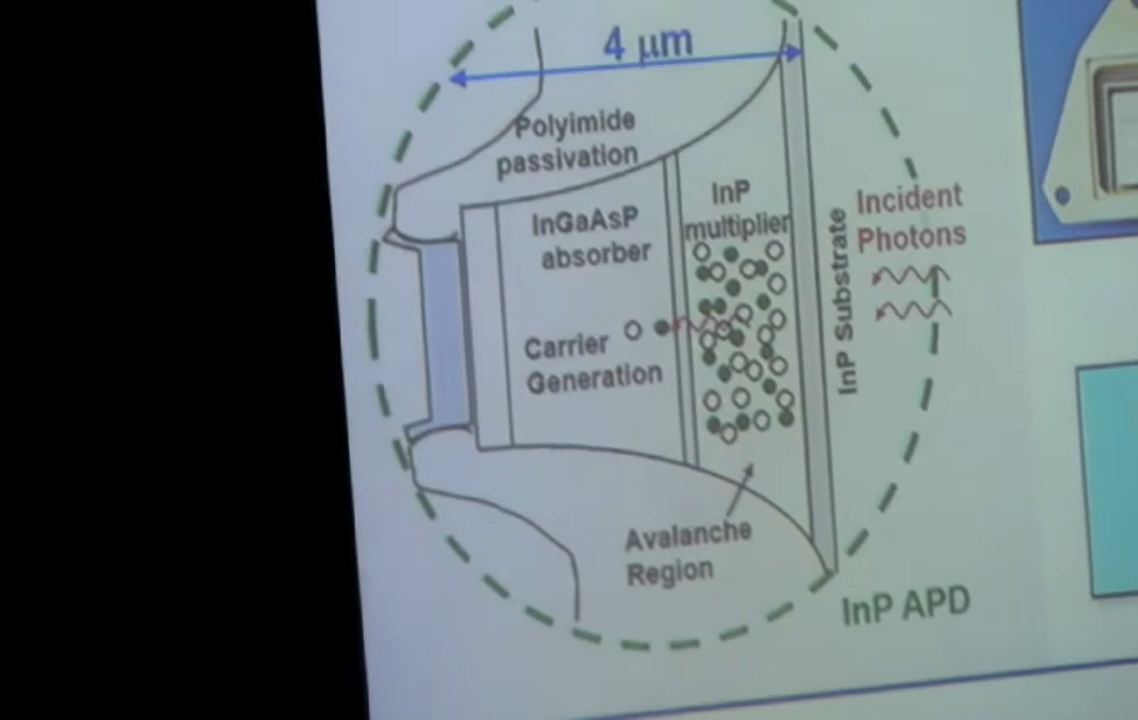 4 μm
Polyimide
passivation
InGaAsP
absorber
InP
multiplier
Incident
Photons
InP Substrate
Carrier
Generation
Avalanche
Region
InP APD